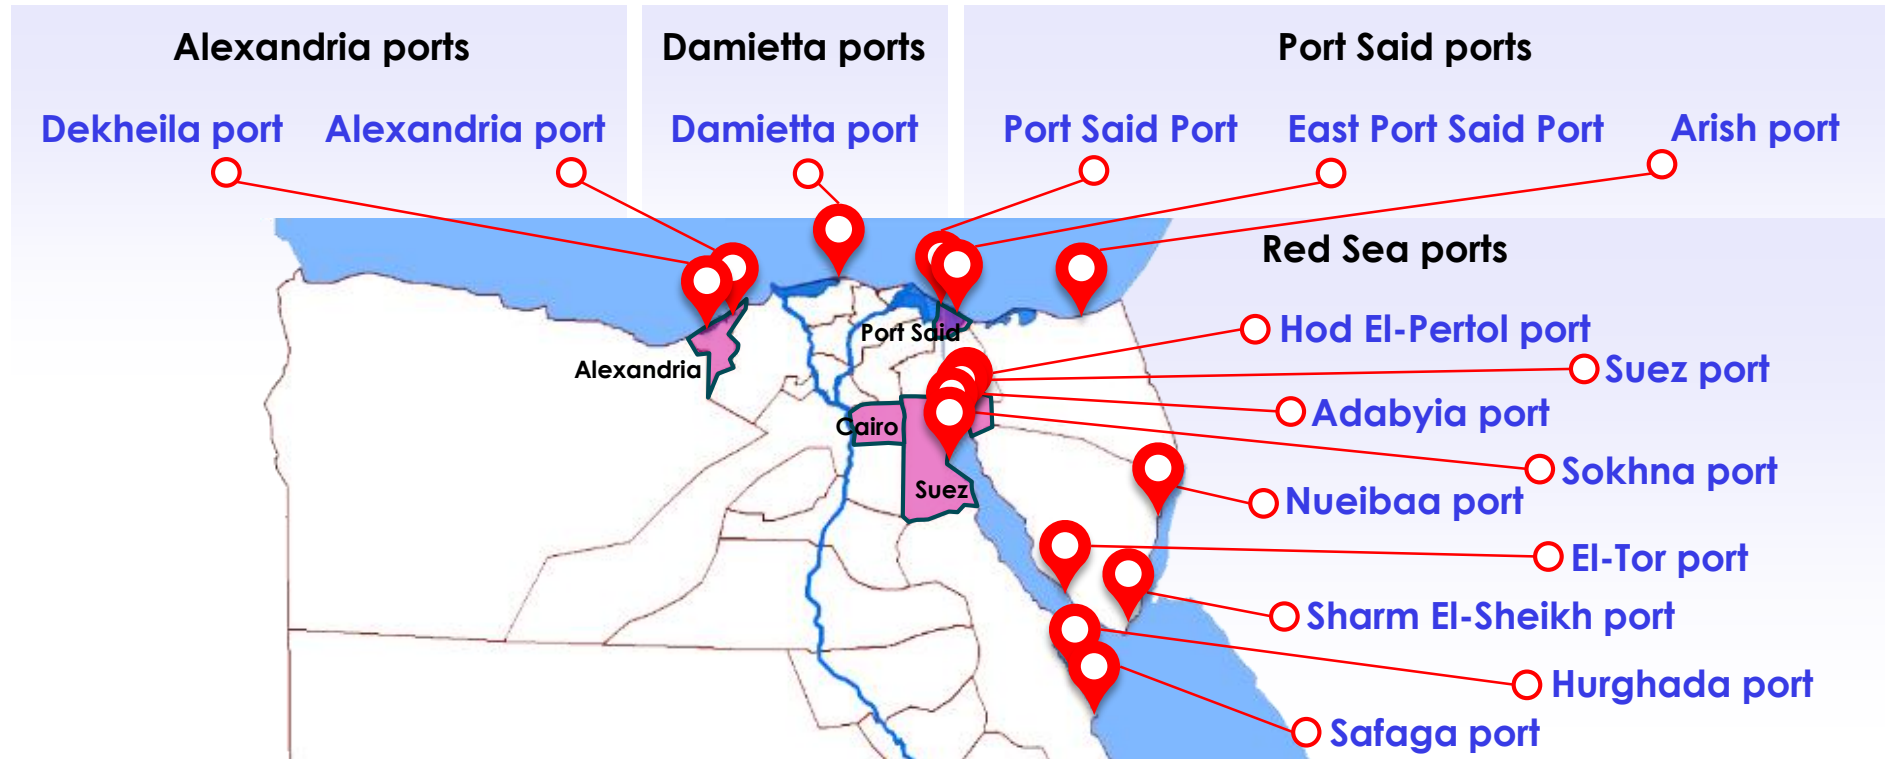 Alexandria ports
Damietta ports
Port Said ports
Dekheila port
Alexandria port
Damietta port
Port Said Port
East Port Said Port
Arish port
Red Sea ports
Hod El-Pertol port
Port Said
Alexandria
Suez port
Adabyia port
Cairo
Sokhna port
Suez
Nueibaa port
El-Tor port
Sharm El-Sheikh port
Hurghada port
Safaga port